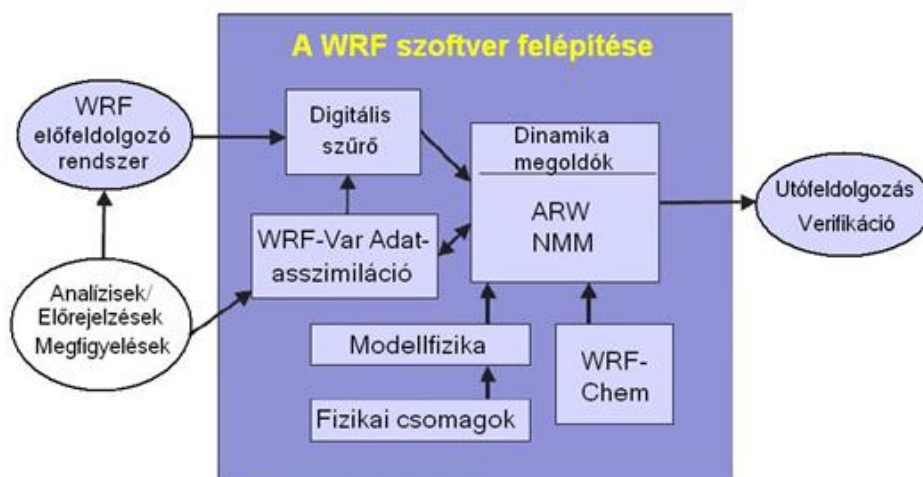 A WRF szoftver felépítése
WRF
előfeldolgozó
rendszer
Digitális
szűrő
Dinamika
megoldók
ARW
NMM
Utófeldolgozás
Verifikáció
WRF-Var Adat-
asszimiláció
Analízisek/
Előrejelzések
Megfigyelések
Modellfizika
WRF-
Chem
Fizikai csomagok